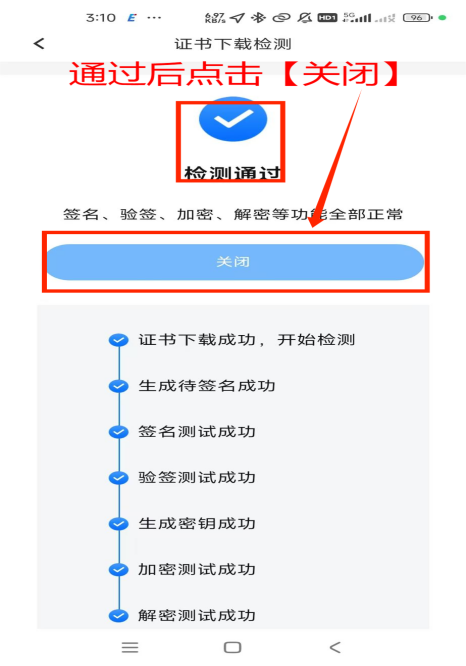 3:10 E ...
HD1 5G 96
证书下载检测
通过后点击【关闭】
检测通过
签名、验签、加密、解密等功能全部正常
关闭
证书下载成功，开始检测
生成待签名成功
签名测试成功
验签测试成功
生成密钥成功
加密测试成功
解密测试成功